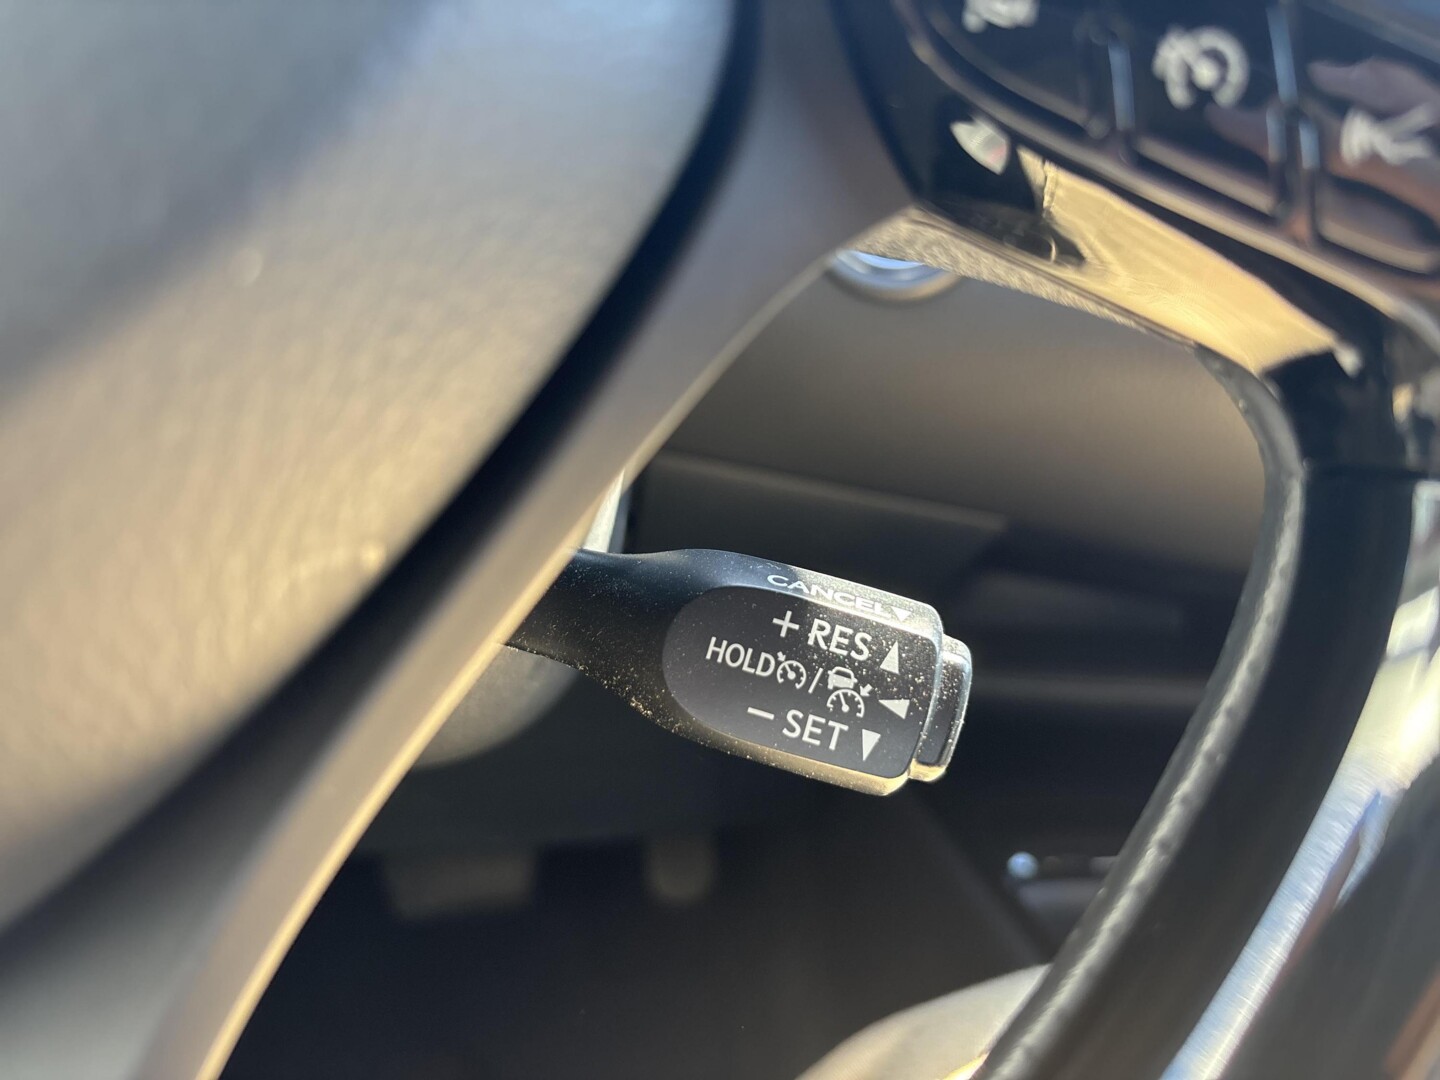 CANCEL▼
+ RES ▲
HOLD / ◀
− SET ▼